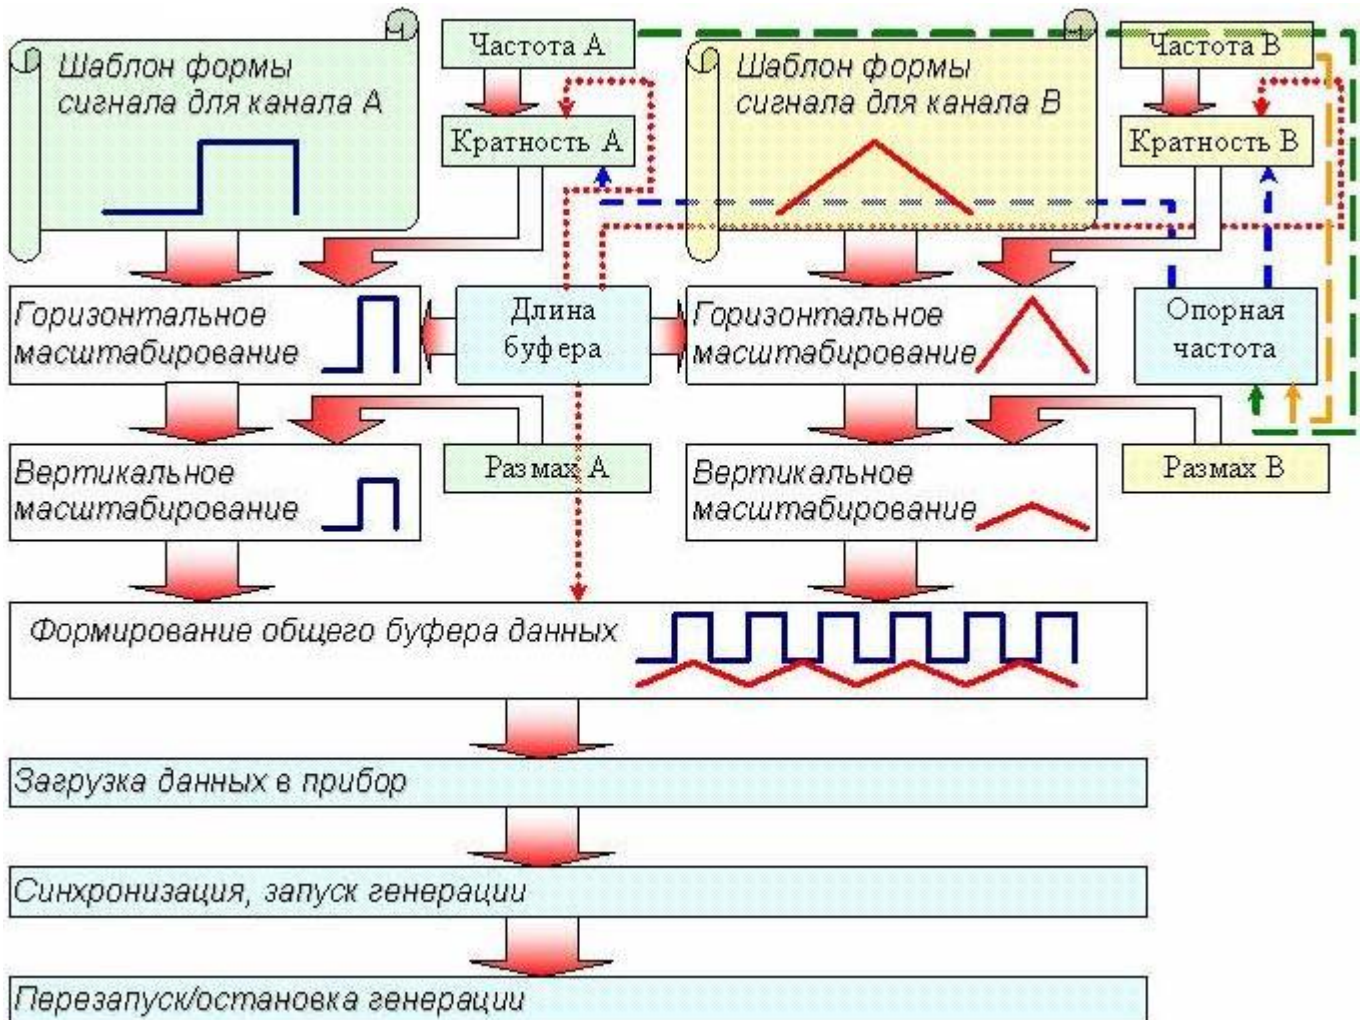 Шаблон формы
сигнала для канала А
Частота А
Кратность А
Шаблон формы
сигнала для канала В
Частота В
Кратность В
Горизонтальное
масштабирование
Длина
буфера
Горизонтальное
масштабирование
Опорная
частота
Вертикальное
масштабирование
Размах А
Вертикальное
масштабирование
Размах В
Формирование общего буфера данных
Загрузка данных в прибор
Синхронизация, запуск генерации
Перезапуск/остановка генерации